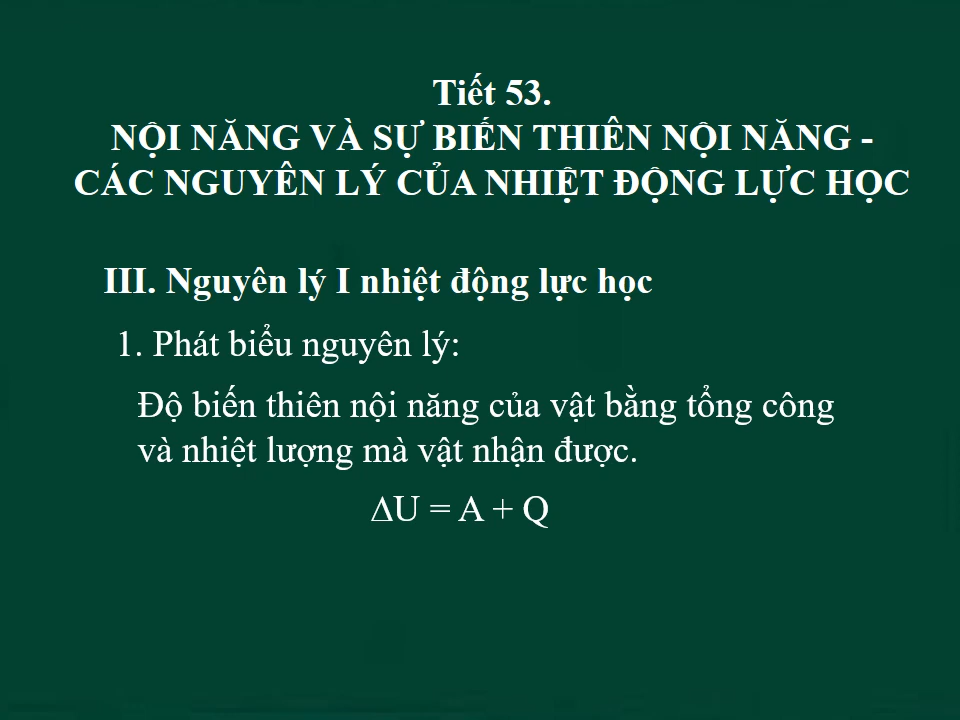 Tiết 53.
NỘI NĂNG VÀ SỰ BIẾN THIÊN NỘI NĂNG -
CÁC NGUYÊN LÝ CỦA NHIỆT ĐỘNG LỰC HỌC
III. Nguyên lý I nhiệt động lực học
1. Phát biểu nguyên lý:
Độ biến thiên nội năng của vật bằng tổng công
và nhiệt lượng mà vật nhận được.
∆U = A + Q